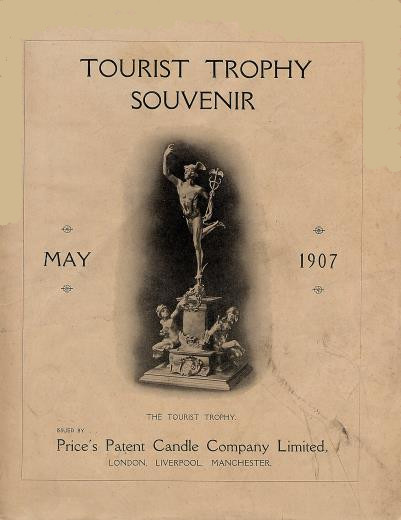 TOURIST TROPHY
SOUVENIR
MAY 1907
THE TOURIST TROPHY.
ISSUED BY
Price's Patent Candle Company Limited,
LONDON, LIVERPOOL, MANCHESTER.